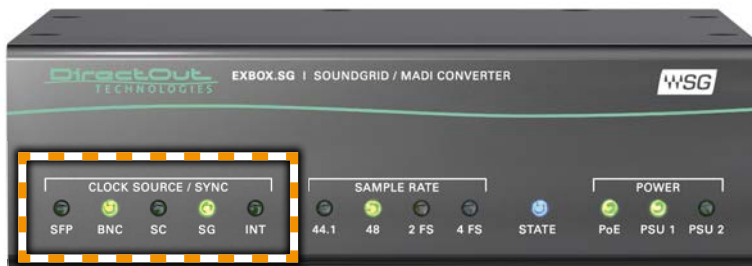 DirectOut
TECHNOLOGIES
EXBOX.SG | SOUNDGRID / MADI CONVERTER
SG
CLOCK SOURCE / SYNC
SAMPLE RATE
POWER
SFP BNC SC SG INT 44.1 48 2 FS 4 FS STATE PoE PSU 1 PSU 2